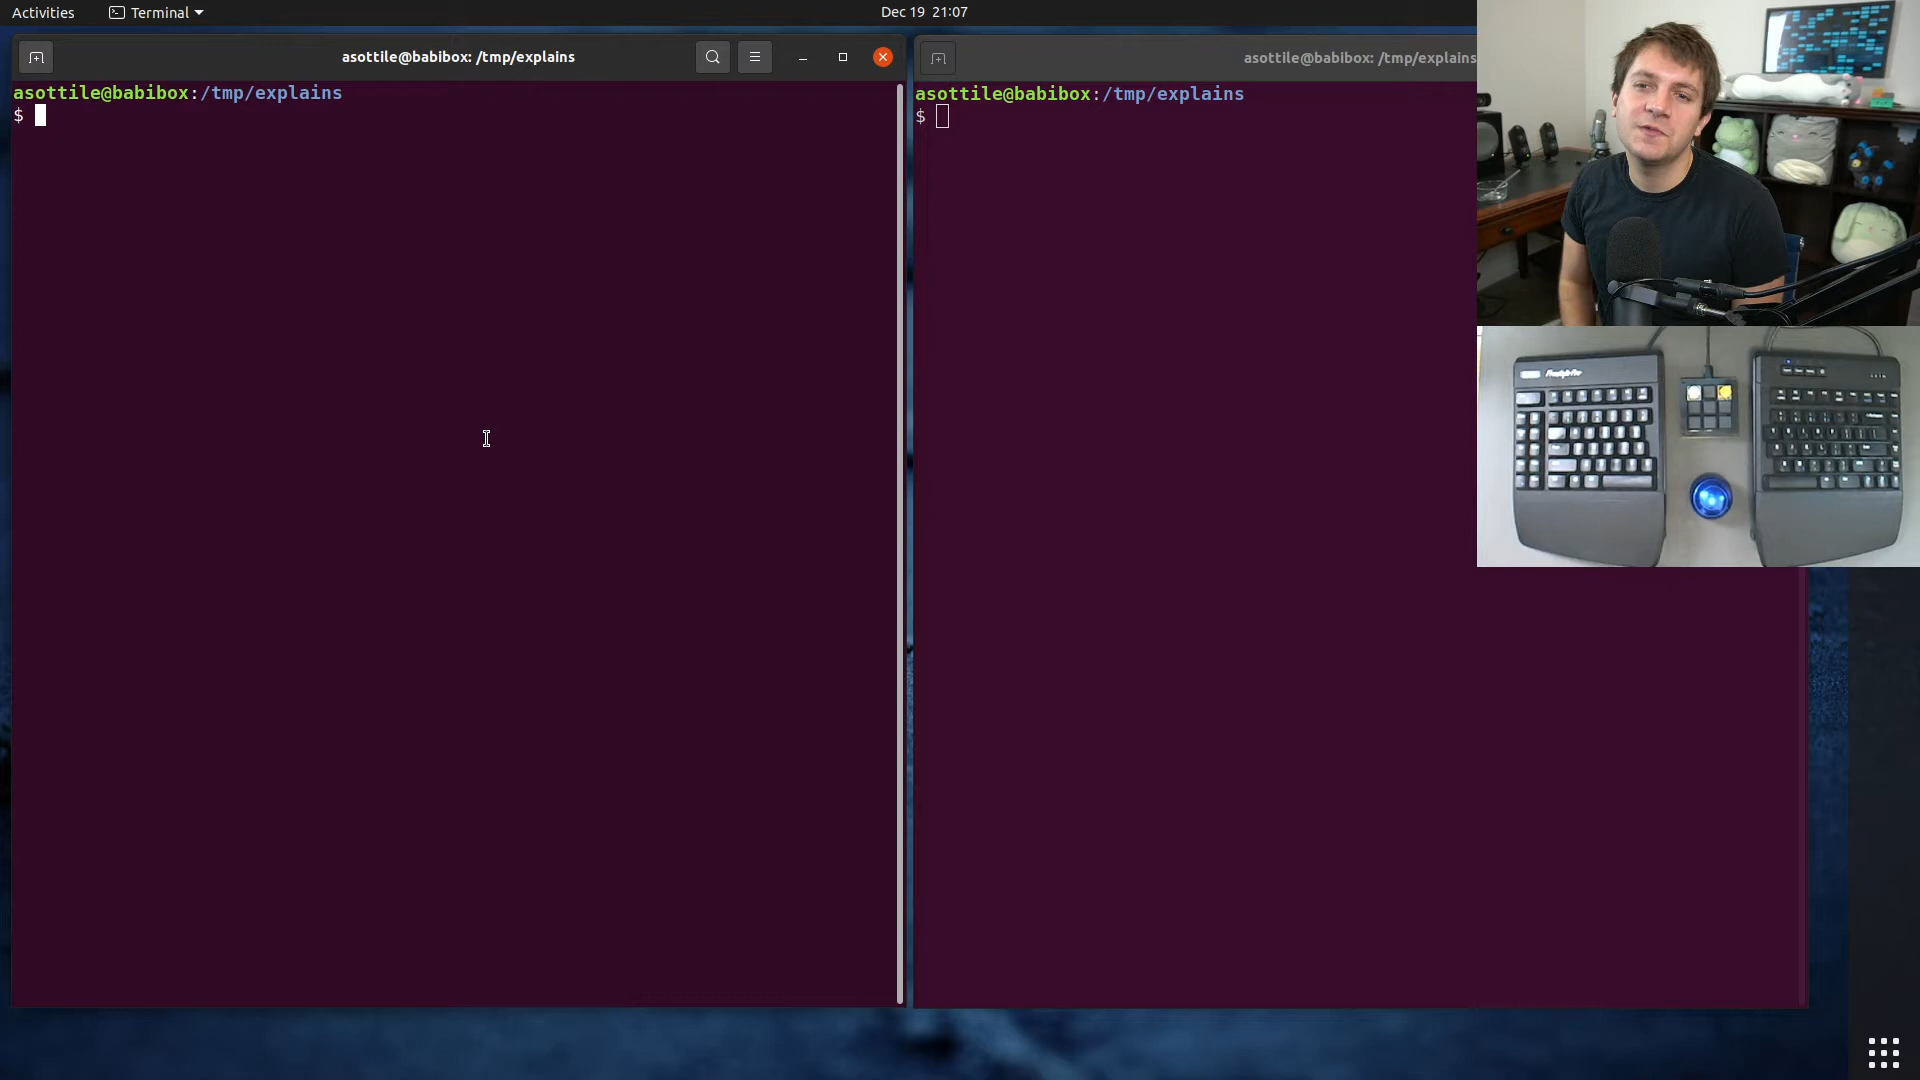 Activities
Terminal
Dec 19 21:07
asottile@babibox: /tmp/explains
asottile@babibox:/tmp/explains
$
asottile@babibox: /tmp/explains
asottile@babibox:/tmp/explains
$